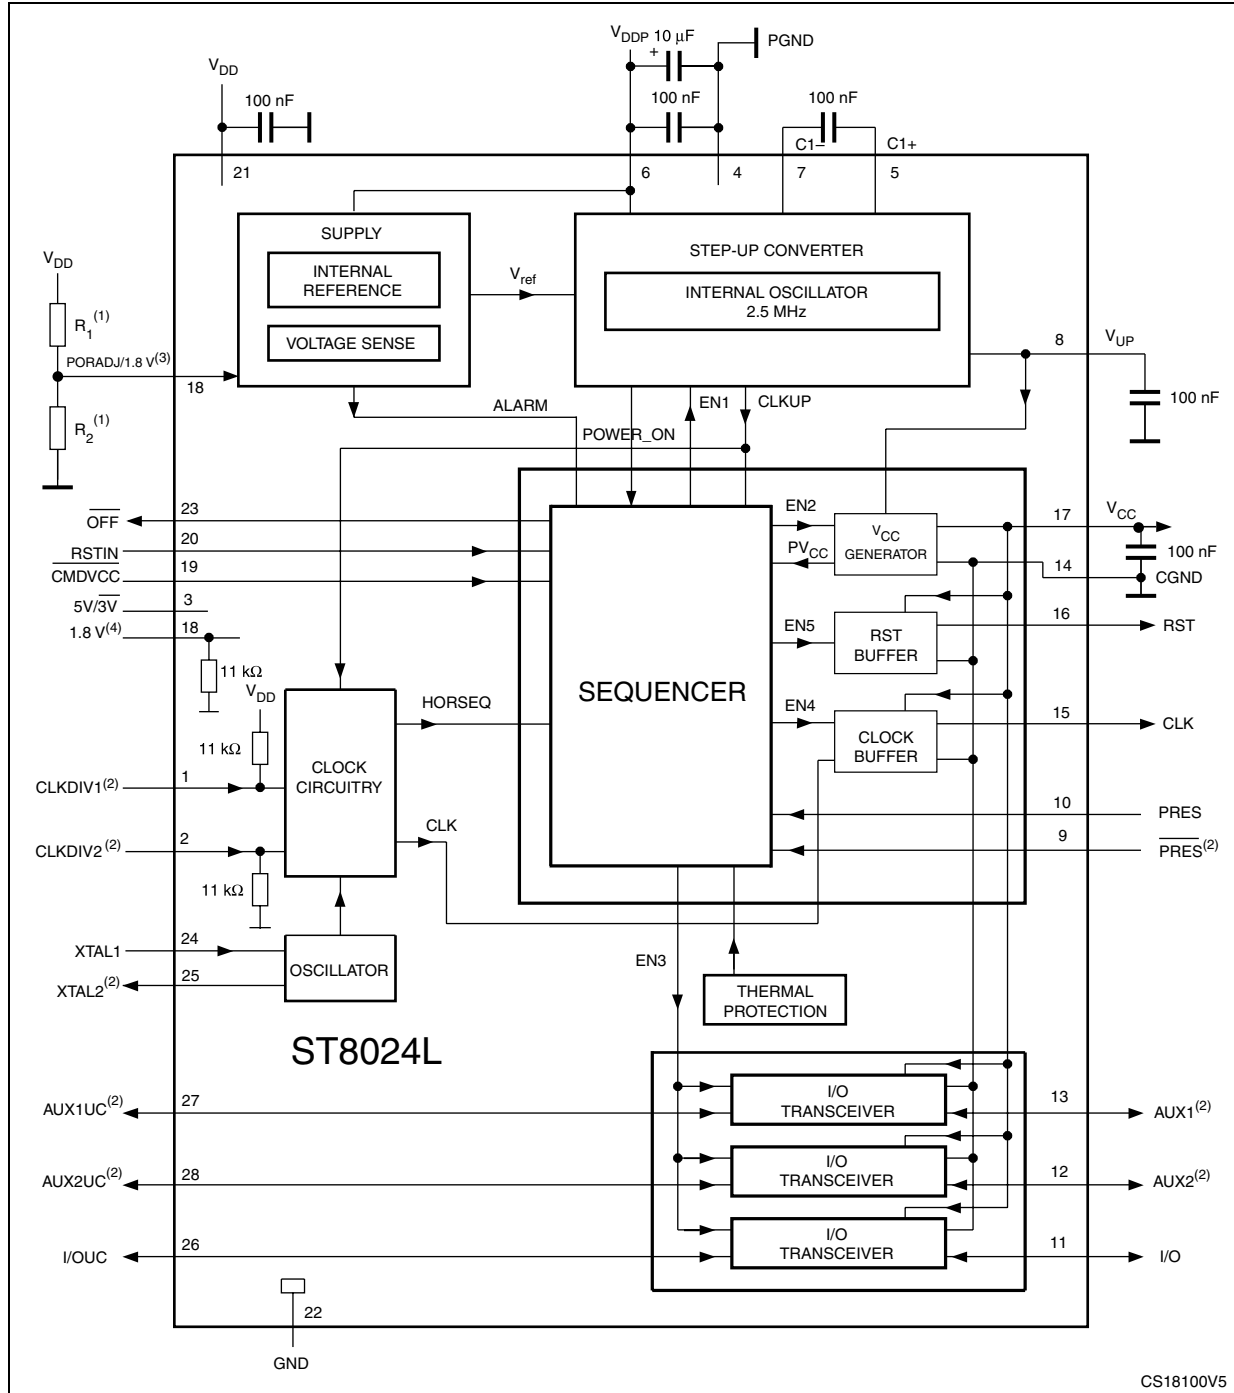 VDDP 10 µF
+
PGND
VDD
100 nF
100 nF
100 nF
C1–
C1+
21
6
4
7
5
SUPPLY
INTERNAL
REFERENCE
VOLTAGE SENSE
Vref
STEP-UP CONVERTER
INTERNAL OSCILLATOR
2.5 MHz
VDD
R1(1)
PORADJ/1.8 V(3)
18
R2(1)
8
VUP
100 nF
ALARM
EN1
CLKUP
POWER_ON
OFF
23
RSTIN
20
CMDVCC
19
5V/3V
3
1.8 V(4)
18
11 kΩ
VDD
11 kΩ
SEQUENCER
EN2
PVCC
VCC
GENERATOR
17
VCC
100 nF
14
CGND
EN5
RST
BUFFER
16
RST
EN4
CLOCK
BUFFER
15
CLK
HORSEQ
CLOCK
CIRCUITRY
CLKDIV1(2)
1
CLKDIV2(2)
2
11 kΩ
CLK
10
PRES
9
PRES(2)
XTAL1
24
XTAL2(2)
25
OSCILLATOR
EN3
THERMAL
PROTECTION
ST8024L
AUX1UC(2)
27
I/O
TRANSCEIVER
13
AUX1(2)
AUX2UC(2)
28
I/O
TRANSCEIVER
12
AUX2(2)
I/OUC
26
I/O
TRANSCEIVER
11
I/O
22
GND
CS18100V5